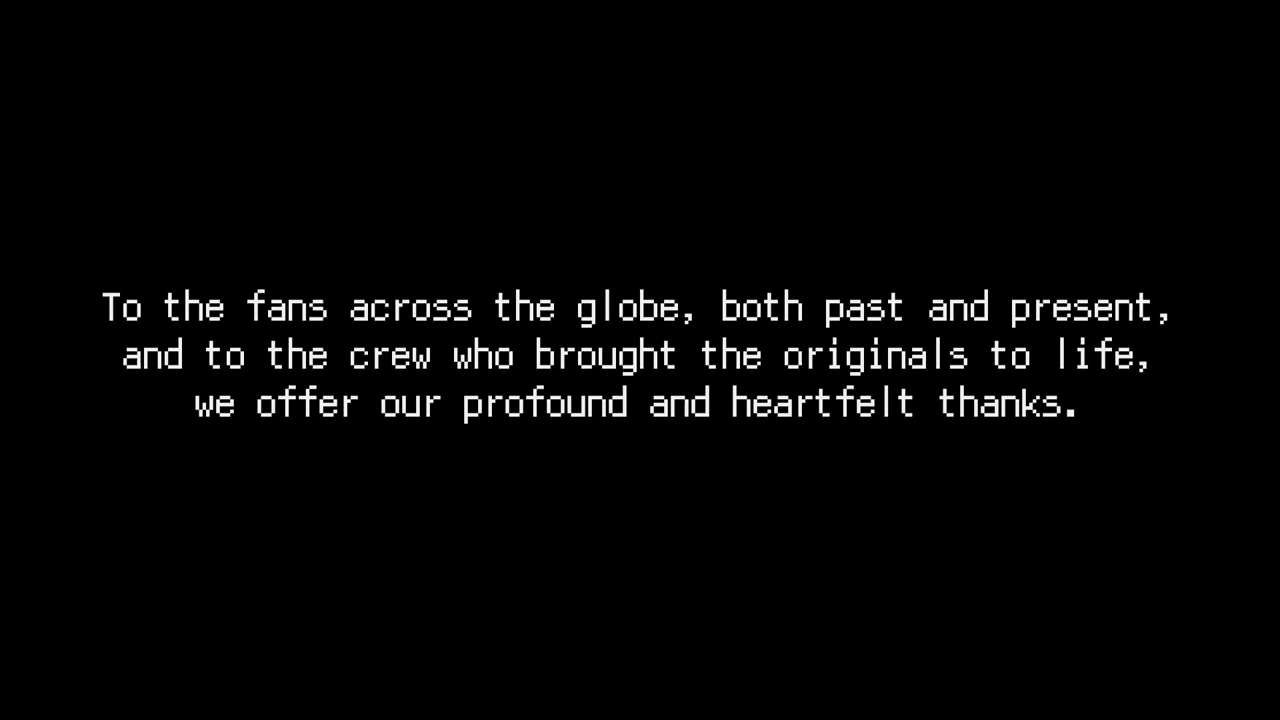 To the fans across the globe, both past and present,
and to the crew who brought the originals to life,
we offer our profound and heartfelt thanks.